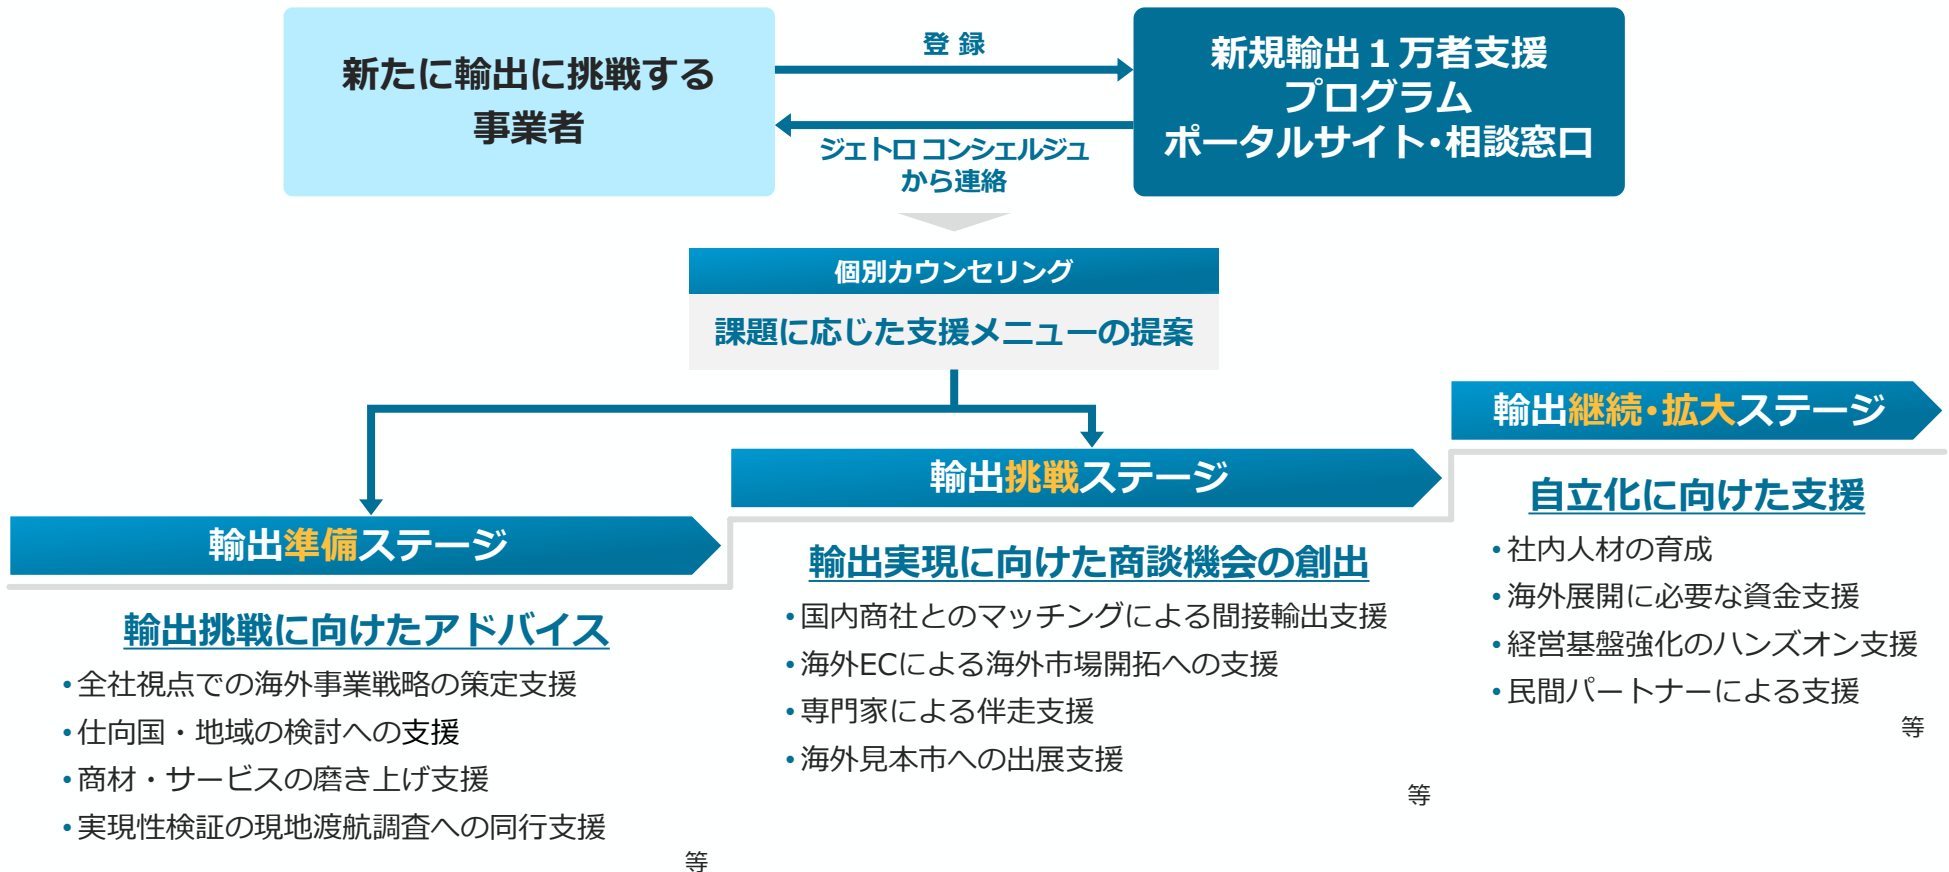 新たに輸出に挑戦する
事業者
登 録
ジェトロ コンシェルジュ
から連絡
新規輸出１万者支援
プログラム
ポータルサイト・相談窓口
個別カウンセリング
課題に応じた支援メニューの提案
輸出準備ステージ
輸出挑戦に向けたアドバイス
・全社視点での海外事業戦略の策定支援
・仕向国・地域の検討への支援
・商材・サービスの磨き上げ支援
・実現性検証の現地渡航調査への同行支援
等
輸出挑戦ステージ
輸出実現に向けた商談機会の創出
・国内商社とのマッチングによる間接輸出支援
・海外ECによる海外市場開拓への支援
・専門家による伴走支援
・海外見本市への出展支援
等
輸出継続・拡大ステージ
自立化に向けた支援
・社内人材の育成
・海外展開に必要な資金支援
・経営基盤強化のハンズオン支援
・民間パートナーによる支援
等